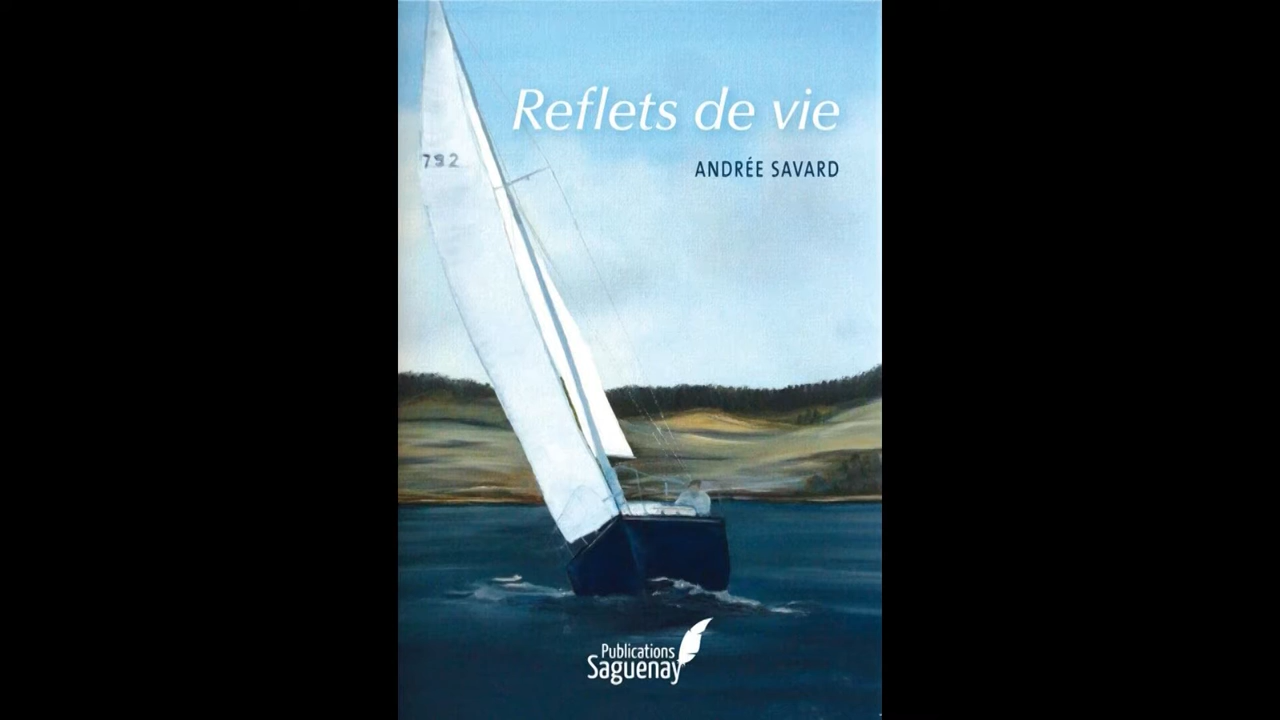 Reflets de vie
ANDRÉE SAVARD
792
Publications
Saguenay